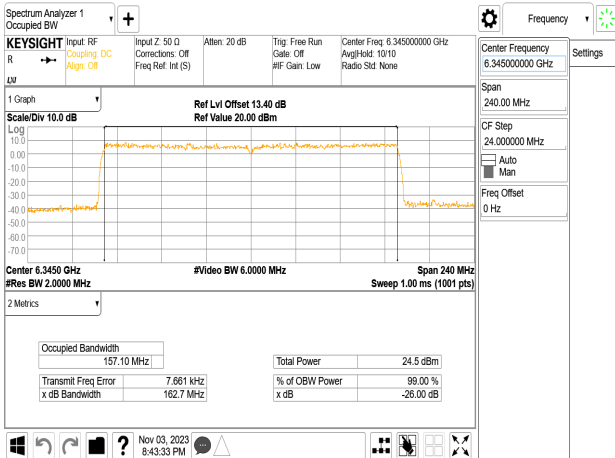 Spectrum Analyzer 1
Occupied BW
+
Frequency
KEYSIGHT
R
Input: RF
Coupling: DC
Align: Off
Input Z: 50 Ω
Corrections: Off
Freq Ref: Int (S)
Atten: 20 dB
Trig: Free Run
Gate: Off
#IF Gain: Low
Center Freq: 6.345000000 GHz
Avg|Hold: 10/10
Radio Std: None
Center Frequency
6.345000000 GHz
Settings
Span
240.00 MHz
CF Step
24.000000 MHz
Auto
Man
Freq Offset
0 Hz
1 Graph
Scale/Div 10.0 dB
Ref Lvl Offset 13.40 dB
Ref Value 20.00 dBm
Log
10.0
0.00
-10.0
-20.0
-30.0
-40.0
-50.0
-60.0
-70.0
Center 6.3450 GHz
#Video BW 6.0000 MHz
Span 240 MHz
#Res BW 2.0000 MHz
Sweep 1.00 ms (1001 pts)
2 Metrics
Occupied Bandwidth
157.10 MHz
Total Power 24.5 dBm
Transmit Freq Error 7.661 kHz
% of OBW Power 99.00 %
x dB Bandwidth 162.7 MHz
x dB -26.00 dB
?
Nov 03, 2023
8:43:33 PM